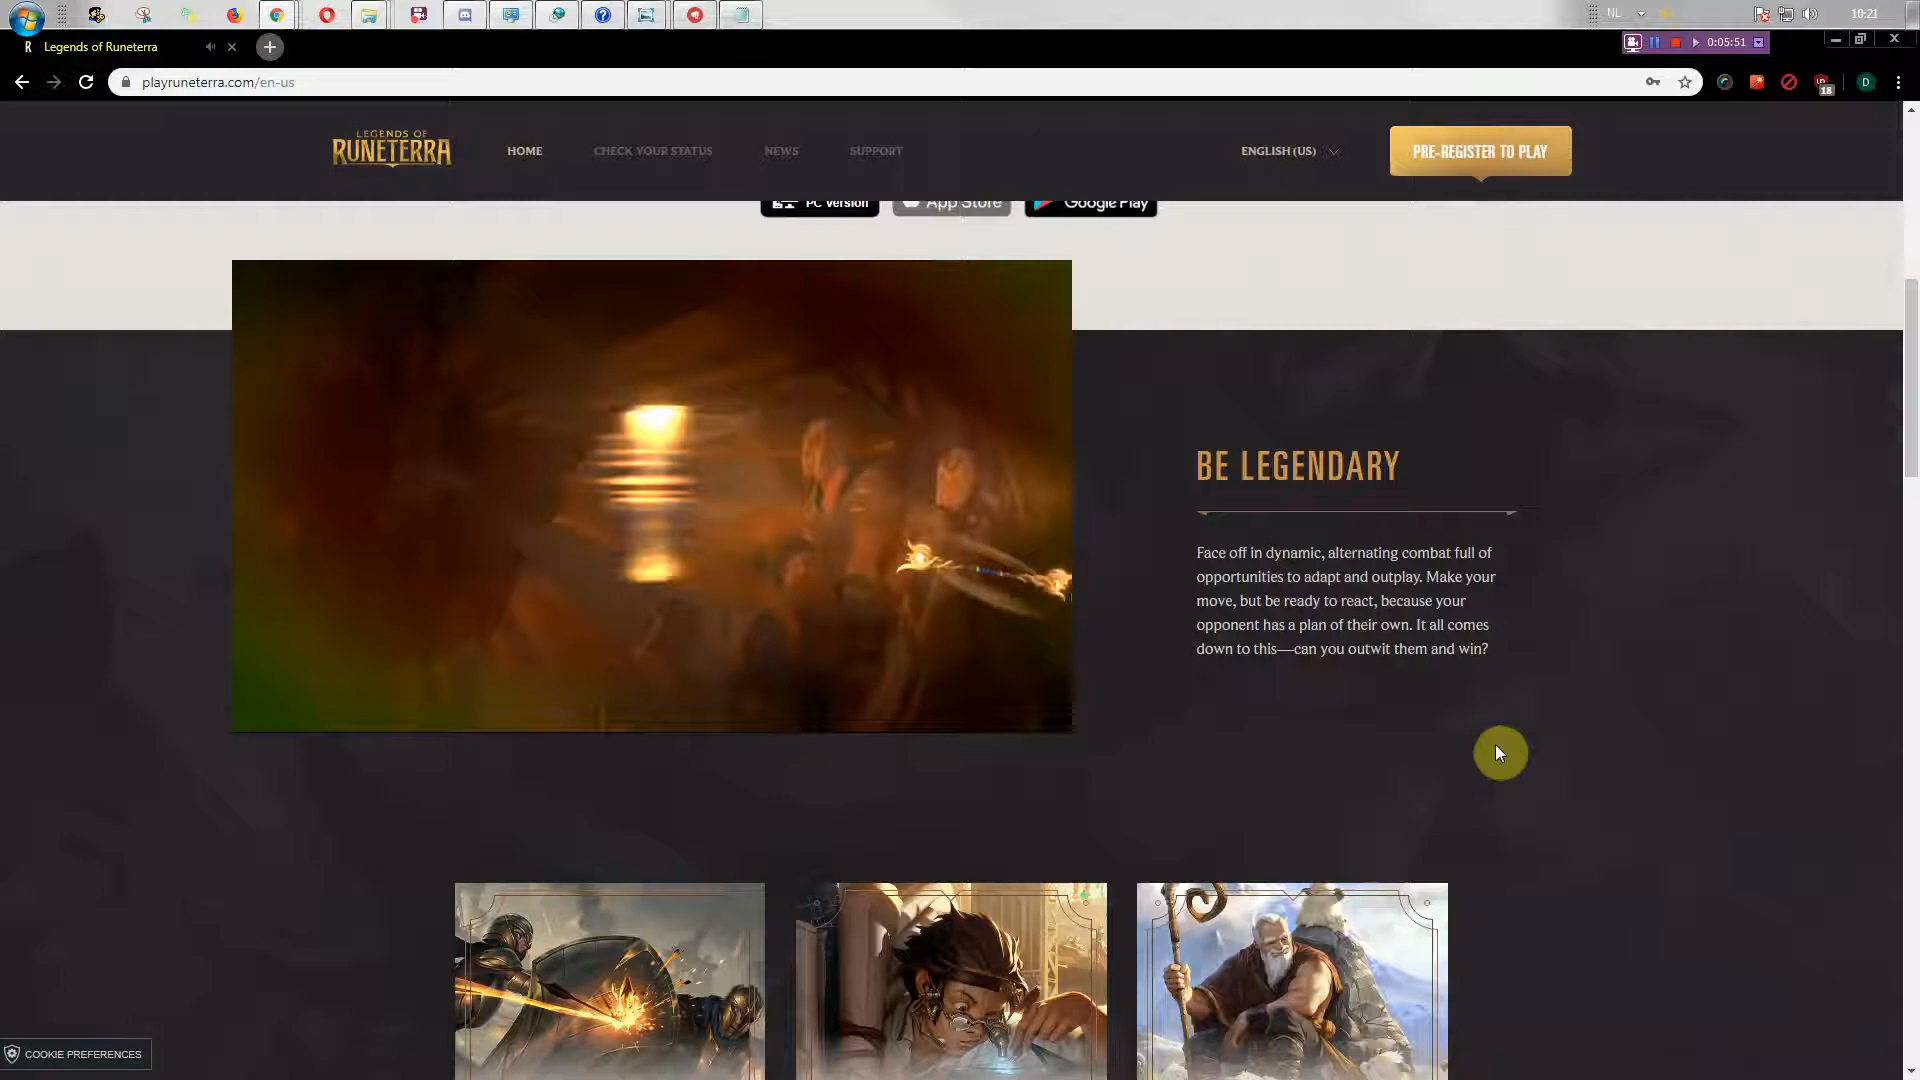 NL
10:21
R Legends of Runeterra
0:05:51
playruneterra.com/en-us
18
D
LEGENDS OF
RUNETERRA
HOME
CHECK YOUR STATUS
NEWS
SUPPORT
ENGLISH (US)
PRE-REGISTER TO PLAY
PC Version
App Store
Google Play
BE LEGENDARY
Face off in dynamic, alternating combat full of
opportunities to adapt and outplay. Make your
move, but be ready to react, because your
opponent has a plan of their own. It all comes
down to this—can you outwit them and win?
COOKIE PREFERENCES